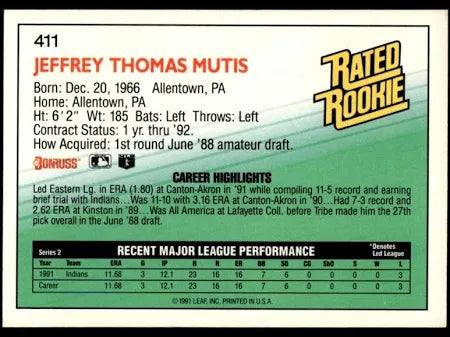 411
RATED
ROOKIE
JEFFREY THOMAS MUTIS
Born: Dec. 20, 1966 Allentown, PA
Home: Allentown, PA
Ht: 6'2" Wt: 185 Bats: Left Throws: Left
Contract Status: 1 yr. thru '92.
How Acquired: 1st round June '88 amateur draft.
DONRUSS
CAREER HIGHLIGHTS
Led Eastern Lg. in ERA (1.80) at Canton-Akron in '91 while compiling 11-5 record and earning
brief trial with Indians...Was 11-10 with 3.16 ERA at Canton-Akron in '90...Had 7-3 record and
2.62 ERA at Kinston in '89...Was All America at Lafayette Coll. before Tribe made him the 27th
pick overall in the June '88 draft.
Series 2 RECENT MAJOR LEAGUE PERFORMANCE *Denotes
Led League
Year Team ERA G IP H R ER BB SO CG ShO S W L
1991 Indians 11.68 3 12.1 23 16 16 7 6 0 0 0 0 3
Career 11.68 3 12.1 23 16 16 7 6 0 0 0 0 3
© 1991 LEAF, INC. PRINTED IN U.S.A.